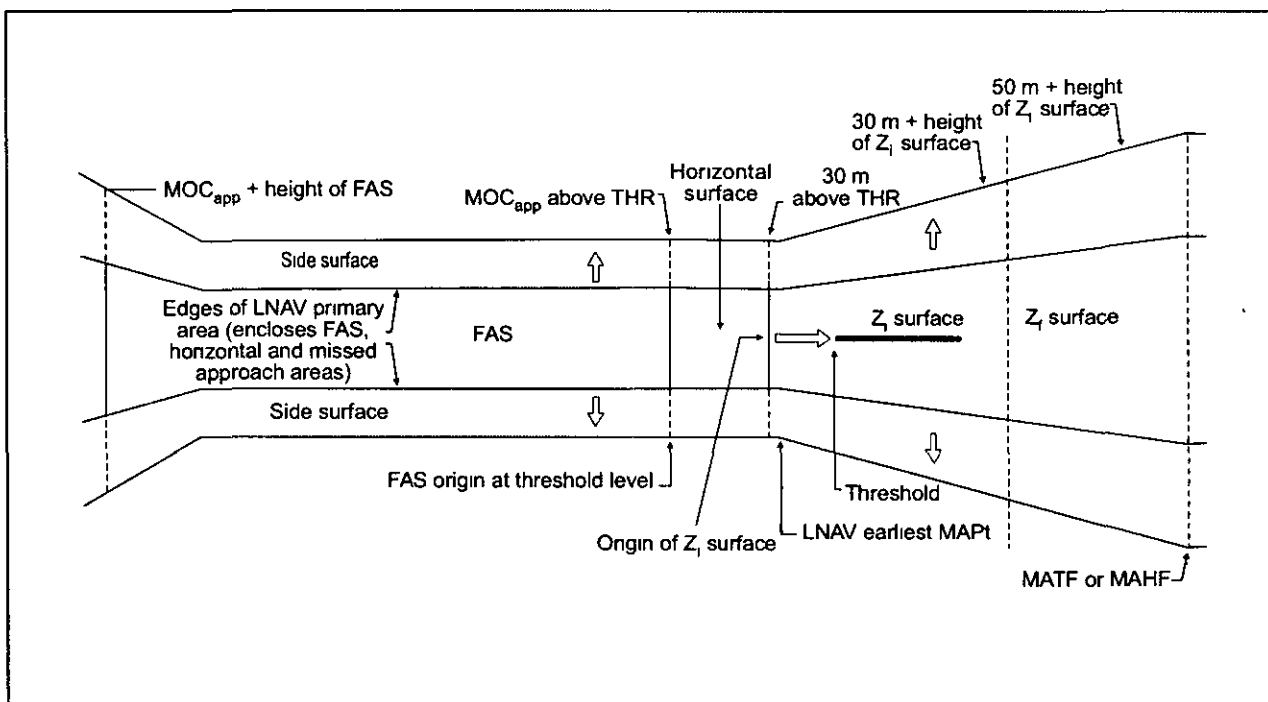 50 m + height
of Z_f surface
30 m + height
of Z_i surface
MOC_app + height of FAS
Horizontal
surface
MOC_app above THR
30 m
above THR
Side surface
Edges of LNAV primary
area (encloses FAS,
horizontal and missed
approach areas)
FAS
Z_i surface
Z_f surface
Side surface
FAS origin at threshold level
Threshold
Origin of Z_i surface
LNAV earliest MAPt
MATF or MAHF